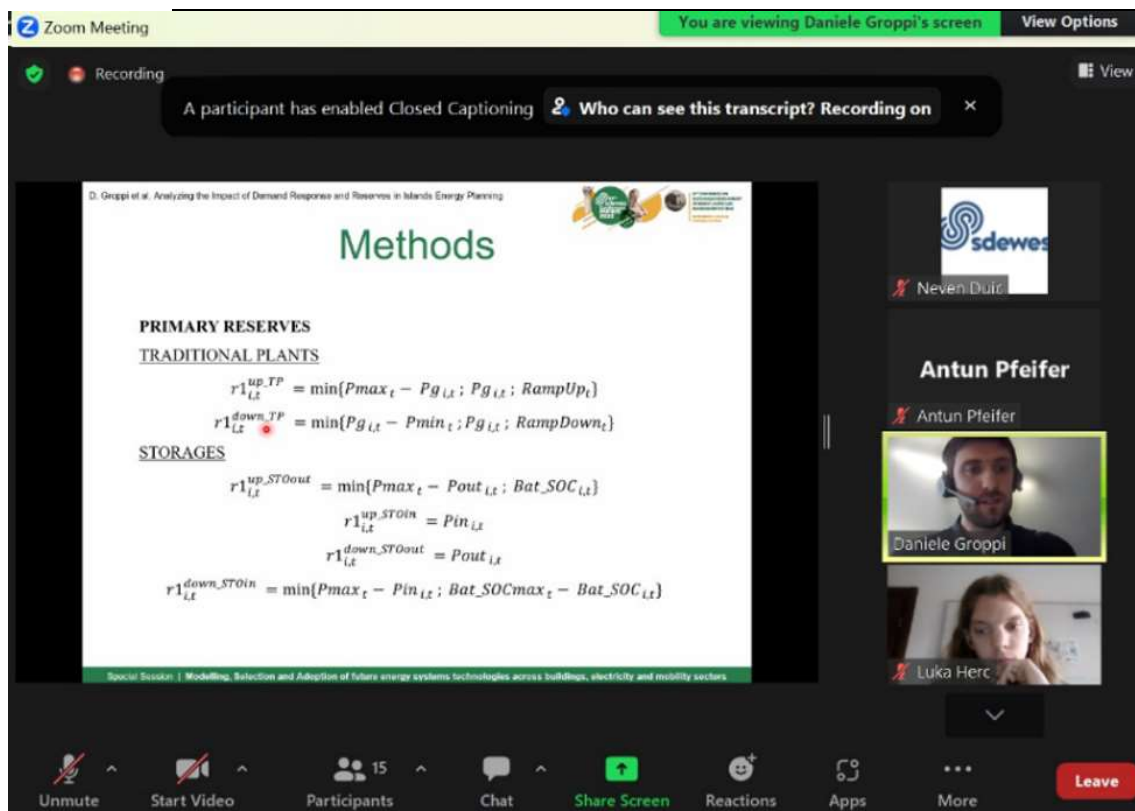 Zoom Meeting
You are viewing Daniele Groppi's screen
View Options
Recording
View
A participant has enabled Closed Captioning
Who can see this transcript? Recording on
D. Groppi et al. Analyzing the Impact of Demand Response and Reserves in Islands Energy Planning
Methods
PRIMARY RESERVES
TRADITIONAL PLANTS
r1_{i,t}^{up_TP} = min{Pmax_t − Pg_{i,t} ; Pg_{i,t} ; RampUp_t}
r1_{i,t}^{down_TP} = min{Pg_{i,t} − Pmin_t ; Pg_{i,t} ; RampDown_t}
STORAGES
r1_{i,t}^{up_STOout} = min{Pmax_t − Pout_{i,t} ; Bat_SOC_{i,t}}
r1_{i,t}^{up_STOin} = Pin_{i,t}
r1_{i,t}^{down_STOout} = Pout_{i,t}
r1_{i,t}^{down_STOin} = min{Pmax_t − Pin_{i,t} ; Bat_SOCmax_t − Bat_SOC_{i,t}}
Special Session | Modelling, Selection and Adoption of future energy systems technologies across buildings, electricity and mobility sectors
sdewes
Neven Duic
Antun Pfeifer
Antun Pfeifer
Daniele Groppi
Luka Herc
Unmute
Start Video
15
Participants
Chat
Share Screen
Reactions
Apps
More
Leave